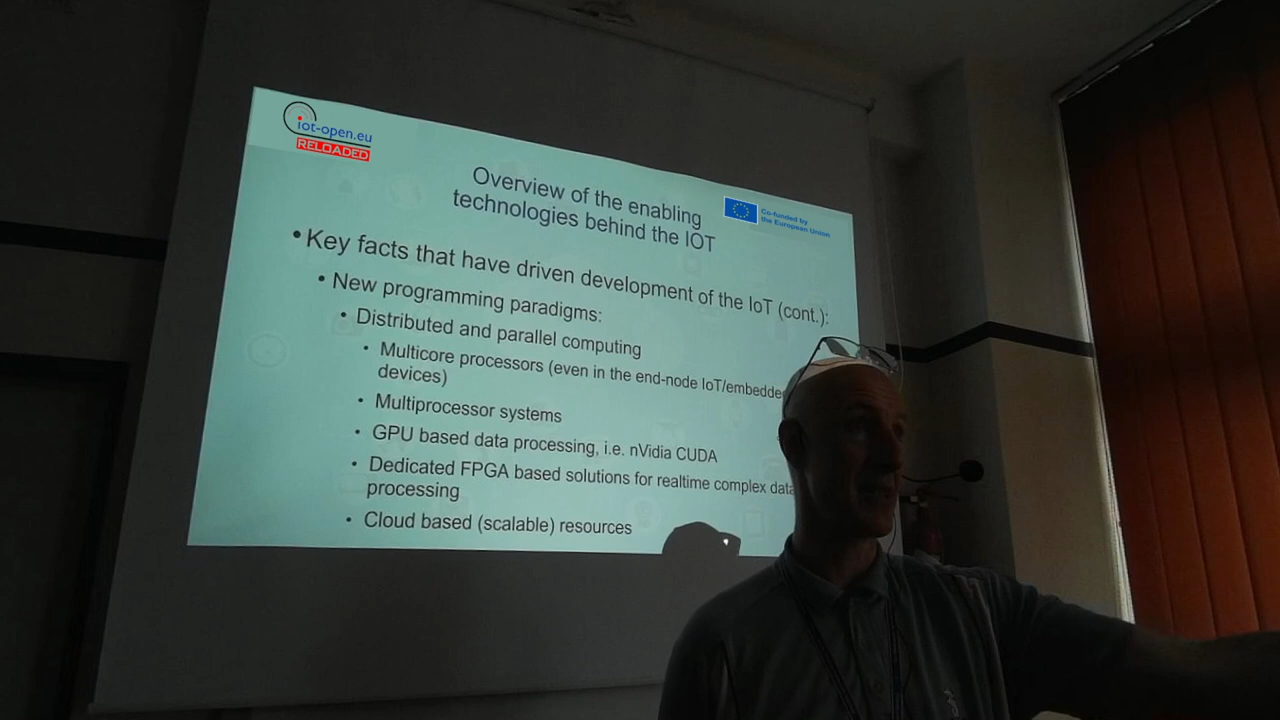 iot-open.eu
RELOADED
Overview of the enabling
technologies behind the IOT
Co-funded by
the European Union
• Key facts that have driven development of the IoT (cont.):
• New programming paradigms:
• Distributed and parallel computing
• Multicore processors (even in the end-node IoT/embedde
devices)
• Multiprocessor systems
• GPU based data processing, i.e. nVidia CUDA
• Dedicated FPGA based solutions for realtime complex data
processing
• Cloud based (scalable) resources